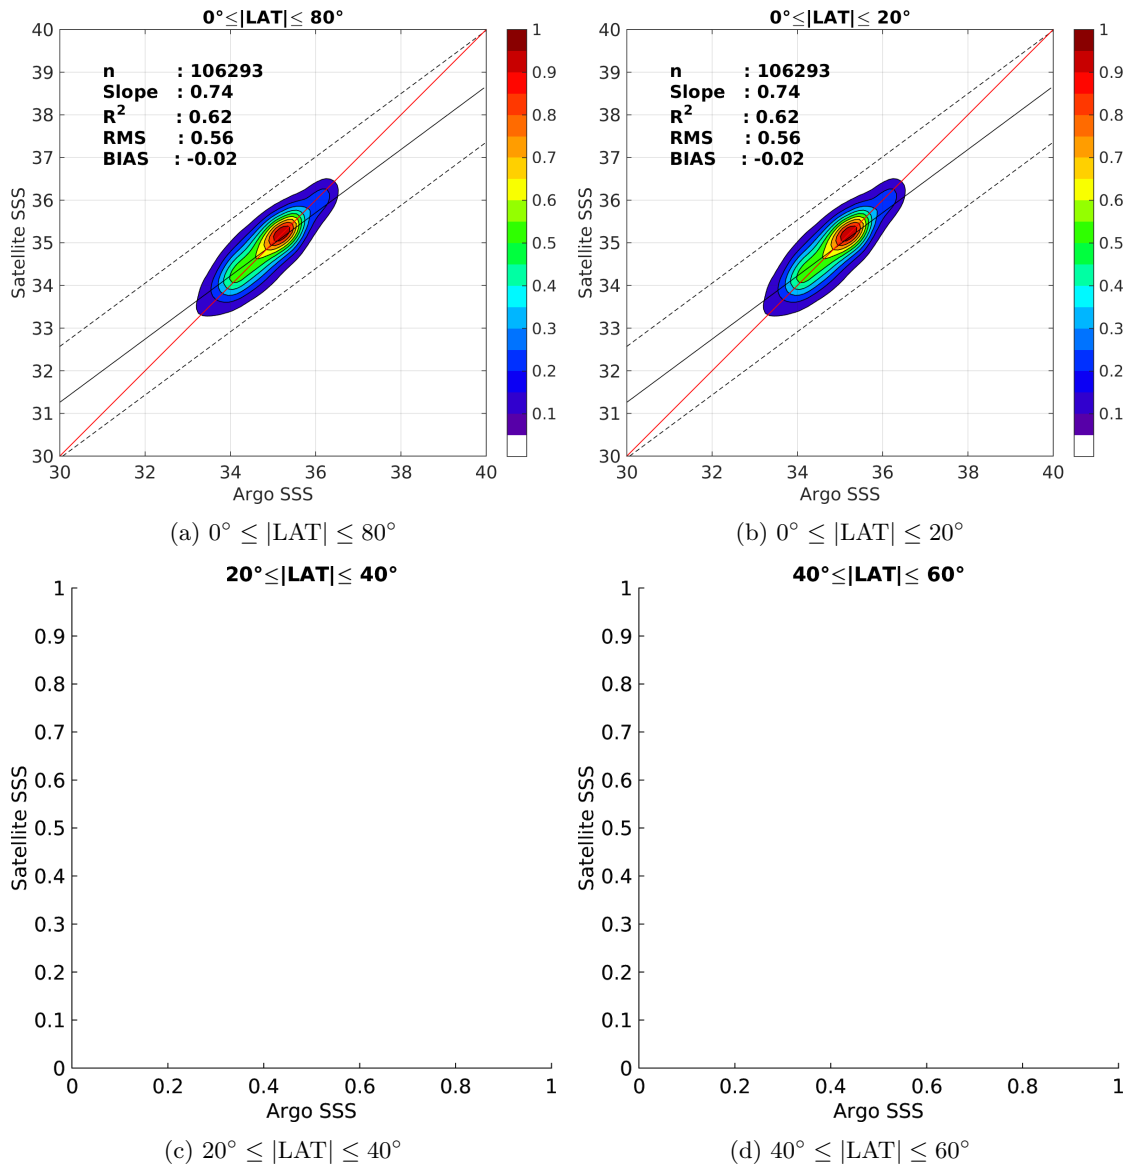 0°≤|LAT|≤ 80°
40
39
38
37
36
35
34
33
32
31
30
30 32 34 36 38 40
Satellite SSS
Argo SSS
n : 106293
Slope : 0.74
R² : 0.62
RMS : 0.56
BIAS : -0.02
1
0.9
0.8
0.7
0.6
0.5
0.4
0.3
0.2
0.1
(a) 0° ≤ |LAT| ≤ 80°
0°≤|LAT|≤ 20°
40
39
38
37
36
35
34
33
32
31
30
30 32 34 36 38 40
Satellite SSS
Argo SSS
n : 106293
Slope : 0.74
R² : 0.62
RMS : 0.56
BIAS : -0.02
1
0.9
0.8
0.7
0.6
0.5
0.4
0.3
0.2
0.1
(b) 0° ≤ |LAT| ≤ 20°
20°≤|LAT|≤ 40°
1
0.9
0.8
0.7
0.6
0.5
0.4
0.3
0.2
0.1
0
0 0.2 0.4 0.6 0.8 1
Satellite SSS
Argo SSS
(c) 20° ≤ |LAT| ≤ 40°
40°≤|LAT|≤ 60°
1
0.9
0.8
0.7
0.6
0.5
0.4
0.3
0.2
0.1
0
0 0.2 0.4 0.6 0.8 1
Satellite SSS
Argo SSS
(d) 40° ≤ |LAT| ≤ 60°